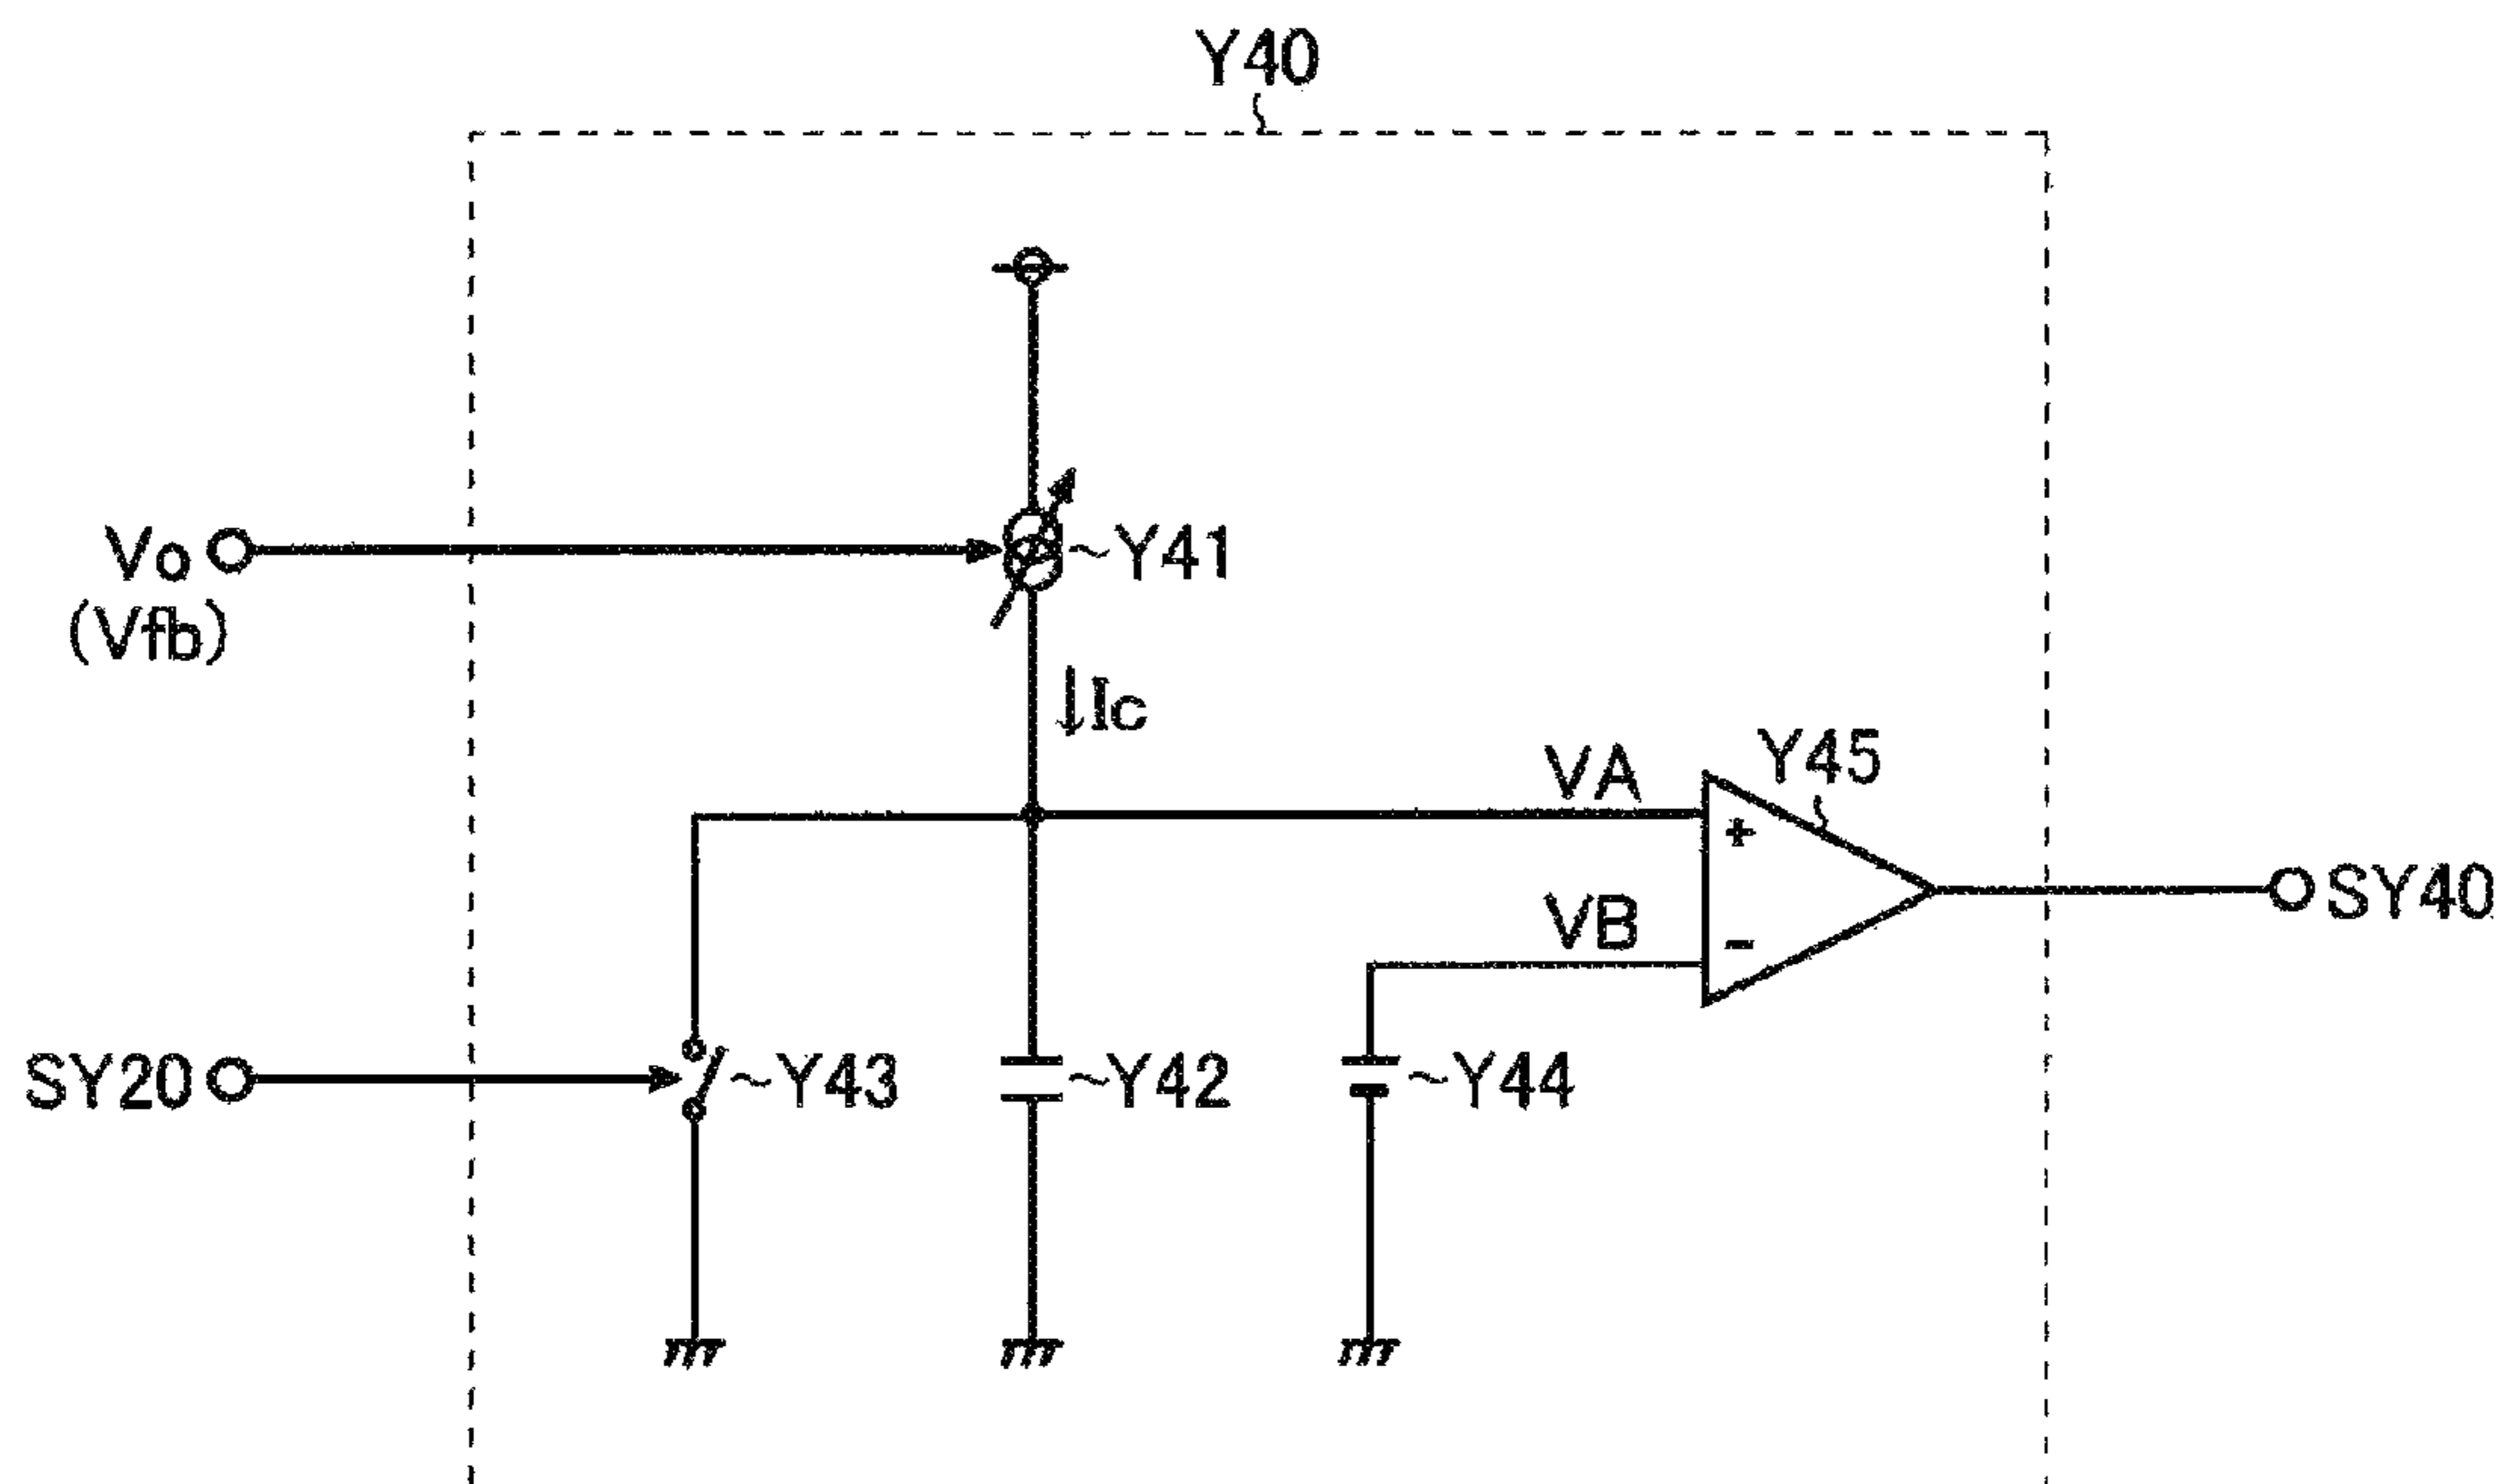 Y40
Vo
(Vfb)
~Y41
↓Ic
VA
Y45
+
VB
-
SY40
SY20
~Y43
~Y42
~Y44